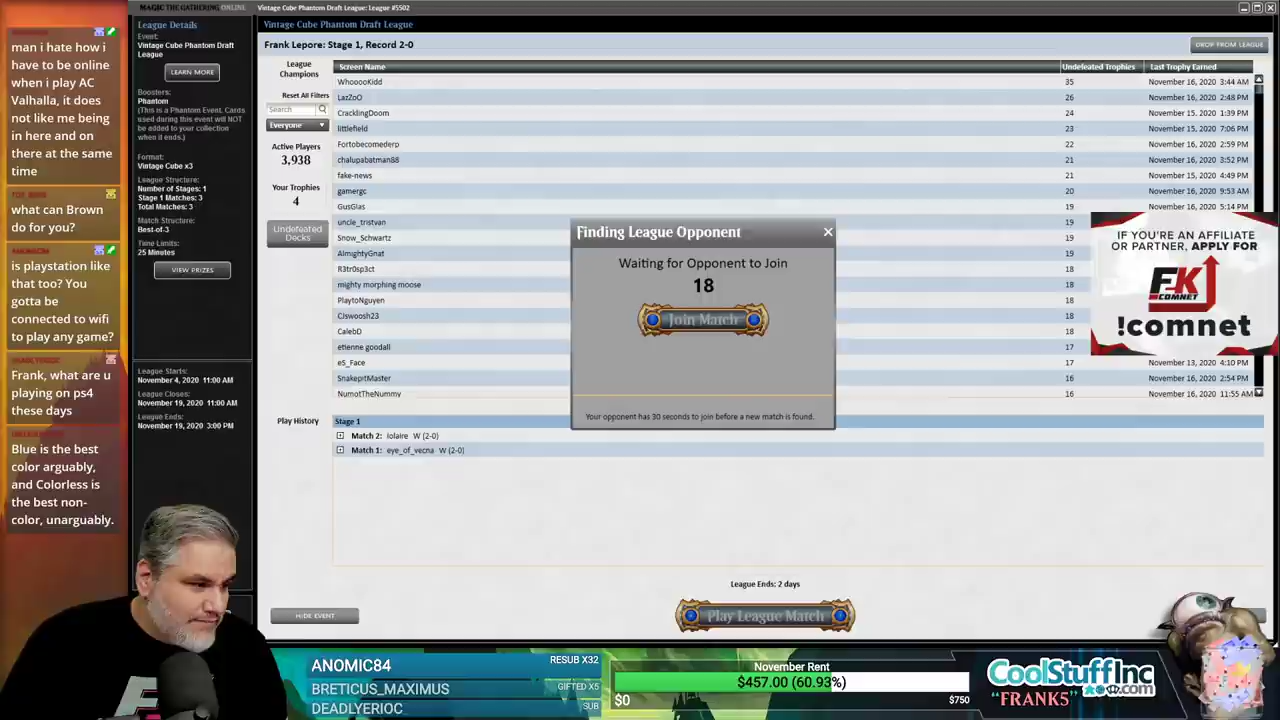 MAGIC THE GATHERING ONLINE
Vintage Cube Phantom Draft League: League #5502
man i hate how i
have to be online
when i play AC
Valhalla, it does
not like me being
in here and on
there at the same
time
what can Brown
do for you?
is playstation like
that too? You
gotta be
connected to wifi
to play any game?
Frank, what are u
playing on ps4
these days
Blue is the best
color arguably,
and Colorless is
the best non-
color, unarguably.
League Details
Event:
Vintage Cube Phantom Draft
League
LEARN MORE
Boosters:
Phantom
(This is a Phantom Event. Cards
used during this event will NOT
be added to your collection
when it ends.)
Format:
Vintage Cube x3
League Structure:
Number of Stages: 1
Stage 1 Matches: 3
Total Matches: 3
Match Structure:
Best-of-3
Time Limits:
25 Minutes
VIEW PRIZES
League Starts:
November 4, 2020 11:00 AM
League Closes:
November 19, 2020 11:00 AM
League Ends:
November 19, 2020 3:00 PM
Vintage Cube Phantom Draft League
Frank Lepore: Stage 1, Record 2-0
DROP FROM LEAGUE
League
Champions
Reset All Filters
Search
Everyone
Active Players
3,938
Your Trophies
4
Undefeated
Decks
Screen Name Undefeated Trophies Last Trophy Earned
WhooooKidd 35 November 16, 2020 3:44 AM
LazZoO 26 November 16, 2020 2:48 PM
CracklingDoom 24 November 15, 2020 1:39 PM
littlefield 23 November 15, 2020 7:06 PM
Fortobecomederp 22 November 16, 2020 2:59 PM
chalupabatman88 21 November 16, 2020 3:52 PM
fake-news 21 November 15, 2020 4:49 PM
gamergc 20 November 16, 2020 9:53 AM
GusGlas 19 November 16, 2020 5:14 PM
uncle_tristvan 19
Snow_Schwartz 19
AlmightyGnat 19
R3tr0sp3ct 18
mighty morphing moose 18
PlaytoNguyen 18
CJswoosh23 18
CalebD 18
etienne.goodall 17
eS_Face 17 November 13, 2020 4:10 PM
SnakepitMaster 16 November 16, 2020 2:54 PM
NumotTheNummy 16 November 16, 2020 11:55 AM
Finding League Opponent
Waiting for Opponent to Join
18
Join Match
Your opponent has 30 seconds to join before a new match is found.
IF YOU'RE AN AFFILIATE
OR PARTNER, APPLY FOR
FK
COMNET
!comnet
Play History
Stage 1
Match 2: iolaire W (2-0)
Match 1: eye_of_vecna W (2-0)
League Ends: 2 days
HIDE EVENT
Play League Match
ANOMIC84 RESUB X32
BRETICUS_MAXIMUS GIFTED X5
DEADLYERIOC SUB
November Rent
$457.00 (60.93%)
$0 $750
CoolStuffInc
.com
"FRANK5"